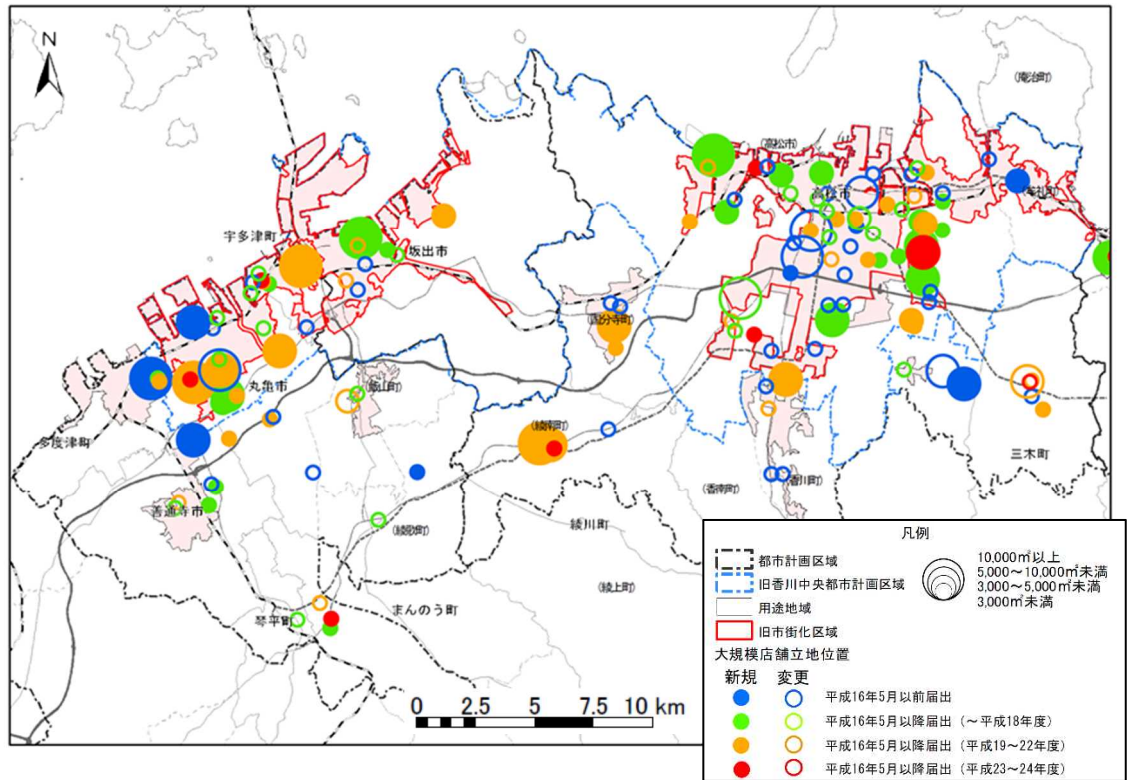 N
(庵治町)
(高松市)
高松市
(牟礼町)
宇多津町
坂出市
(国分寺町)
丸亀市
(飯山町)
多度津町
(綾南町)
三木町
善通寺市
(香南町)
(香川町)
(綾歌町)
綾川町
(綾上町)
琴平町
まんのう町
0 2.5 5 7.5 10 km
凡例
都市計画区域
旧香川中央都市計画区域
用途地域
旧市街化区域
10,000㎡以上
5,000~10,000㎡未満
3,000~5,000㎡未満
3,000㎡未満
大規模店舗立地位置
新規 変更
平成16年5月以前届出
平成16年5月以降届出(~平成18年度)
平成16年5月以降届出(平成19~22年度)
平成16年5月以降届出(平成23~24年度)